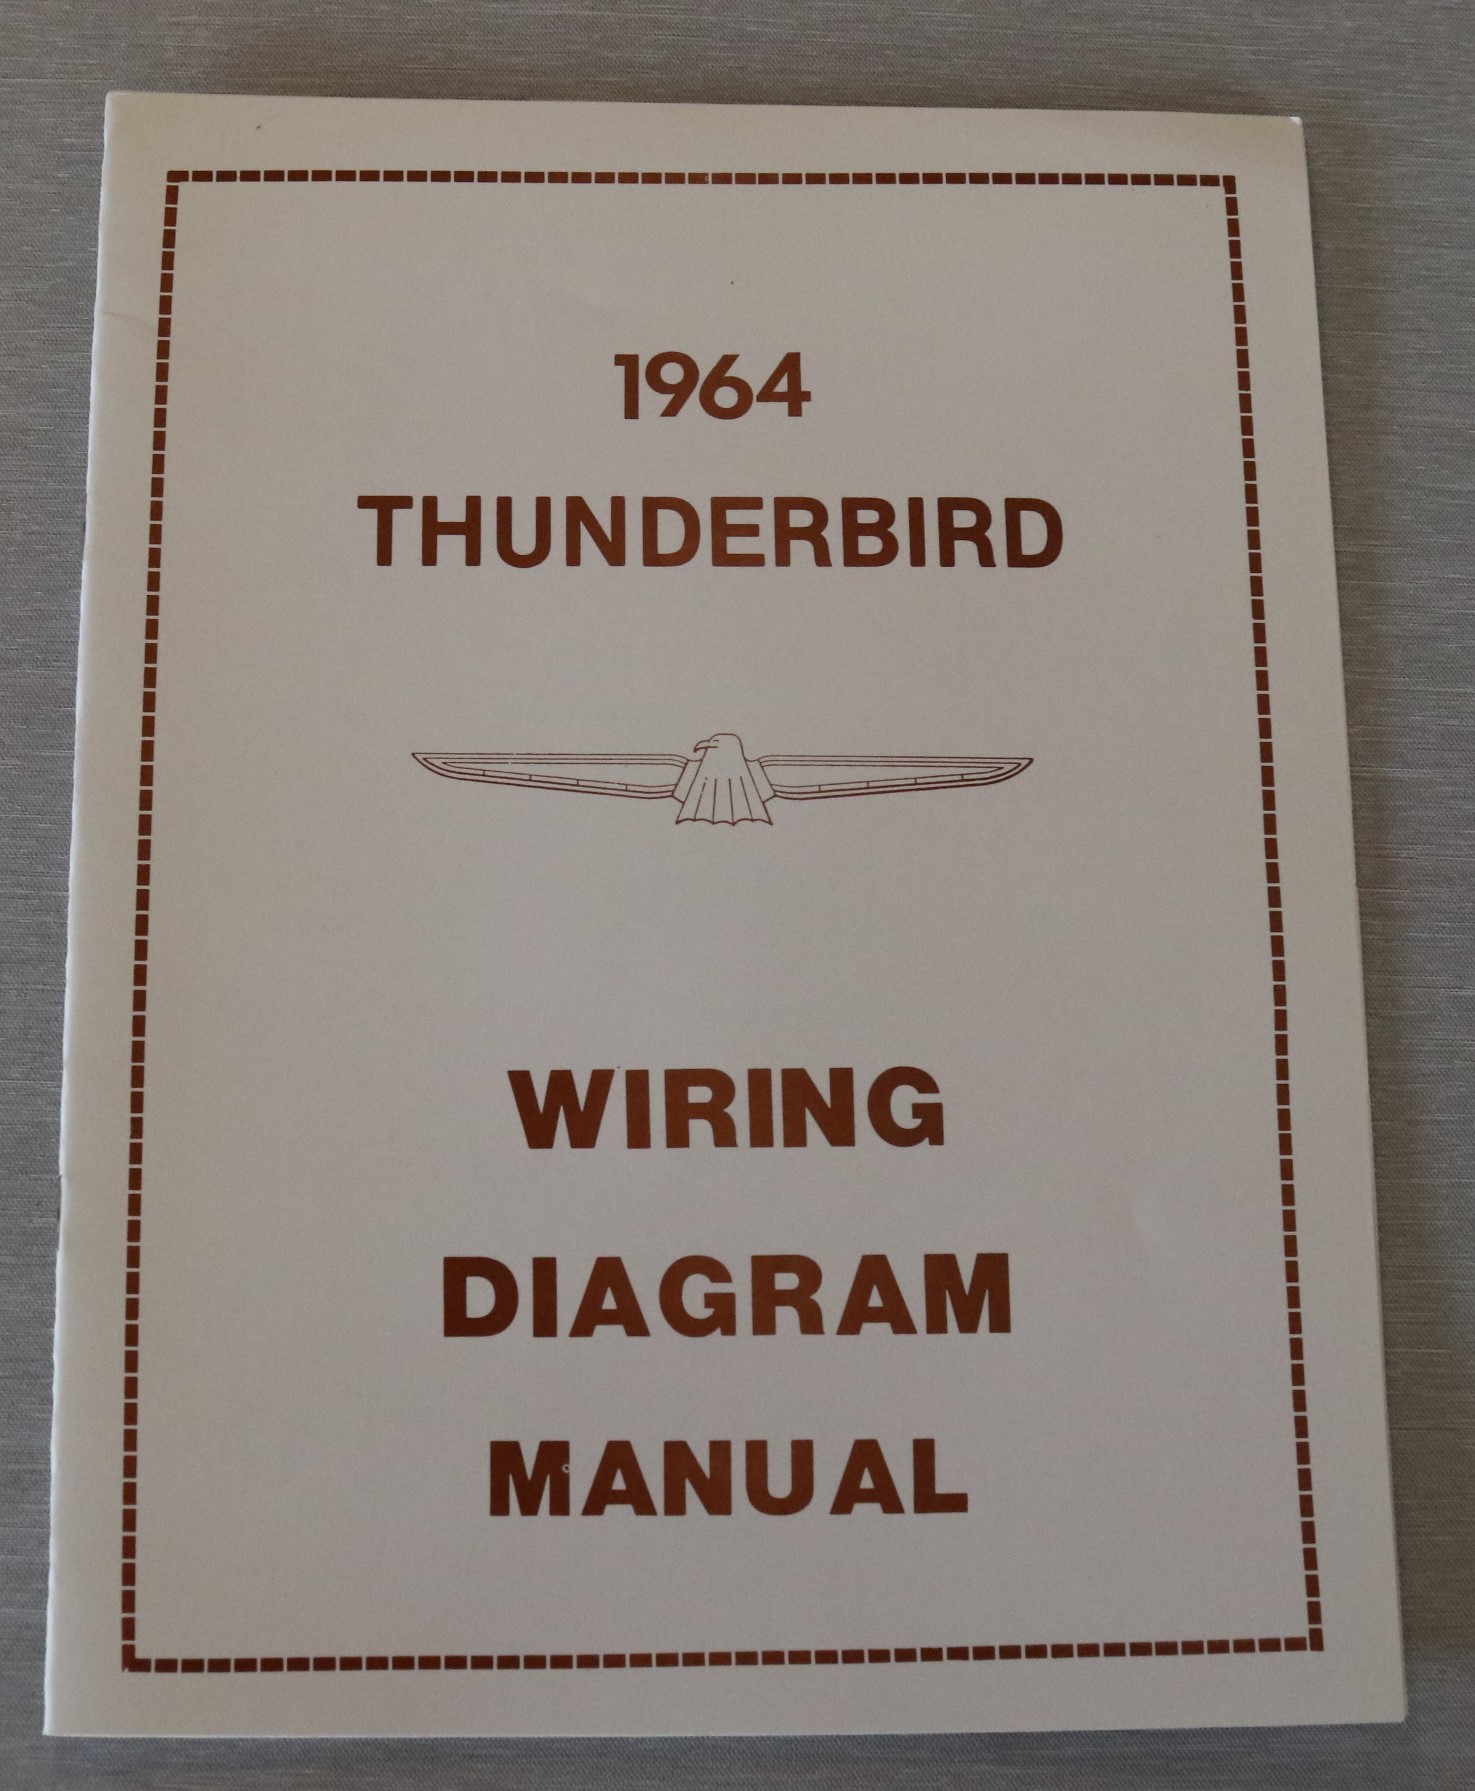 1964
THUNDERBIRD
WIRING
DIAGRAM
MANUAL